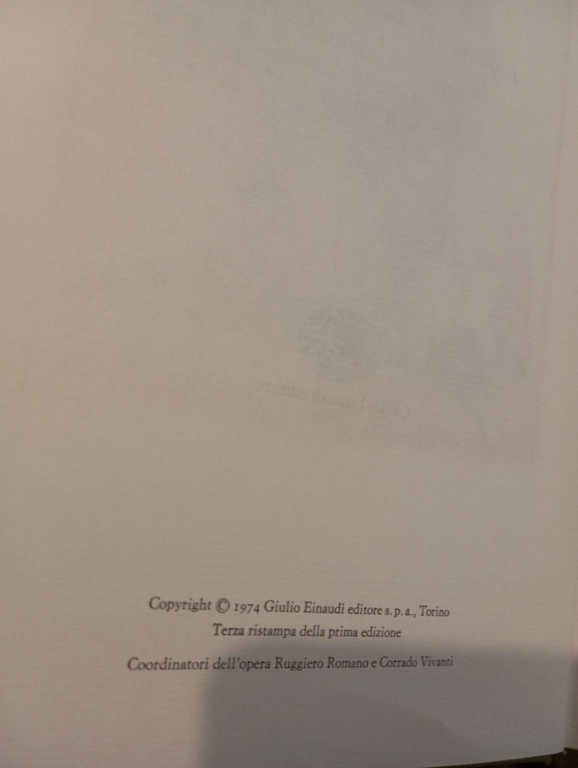 Copyright © 1974 Giulio Einaudi editore s.p.a., Torino
Terza ristampa della prima edizione
Coordinatori dell'opera Ruggiero Romano e Corrado Vivanti